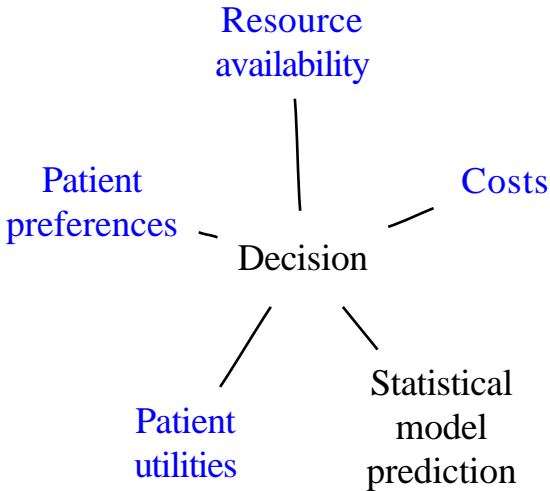 Resource
availability
Patient
preferences
Costs
Decision
Patient
utilities
Statistical
model
prediction